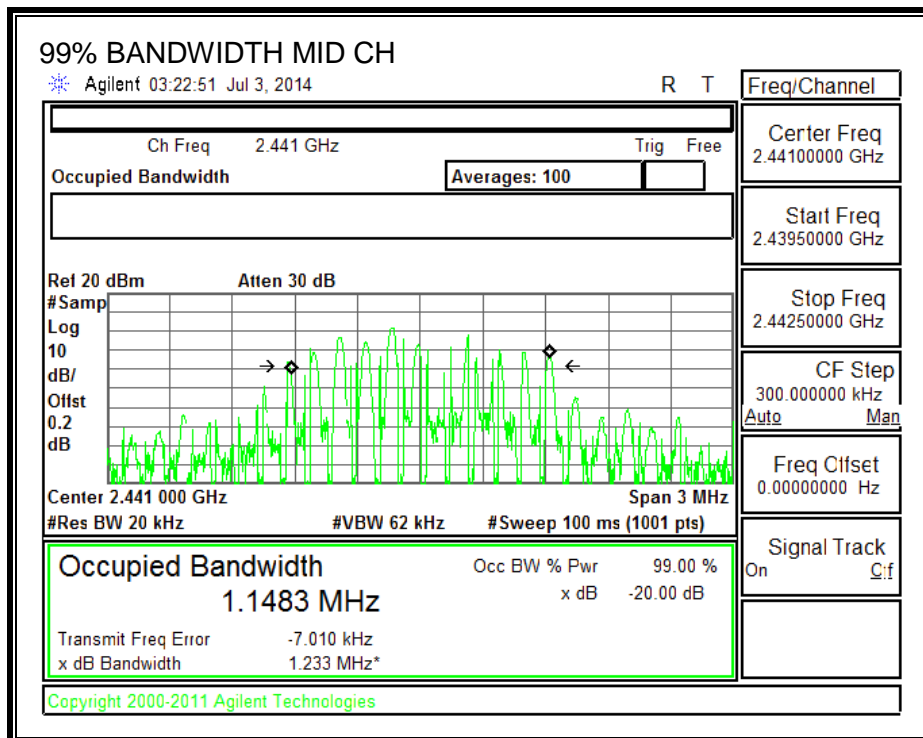 99% BANDWIDTH MID CH
Agilent 03:22:51 Jul 3, 2014 R T
Freq/Channel
Ch Freq 2.441 GHz Trig Free
Occupied Bandwidth Averages: 100
Center Freq
2.44100000 GHz
Start Freq
2.43950000 GHz
Stop Freq
2.44250000 GHz
CF Step
300.000000 kHz
Auto Man
Freq Offset
0.00000000 Hz
Signal Track
On Off
Ref 20 dBm Atten 30 dB
#Samp
Log
10
dB/
Offst
0.2
dB
Center 2.441 000 GHz Span 3 MHz
#Res BW 20 kHz #VBW 62 kHz #Sweep 100 ms (1001 pts)
Occupied Bandwidth Occ BW % Pwr 99.00 %
1.1483 MHz x dB -20.00 dB
Transmit Freq Error -7.010 kHz
x dB Bandwidth 1.233 MHz*
Copyright 2000-2011 Agilent Technologies